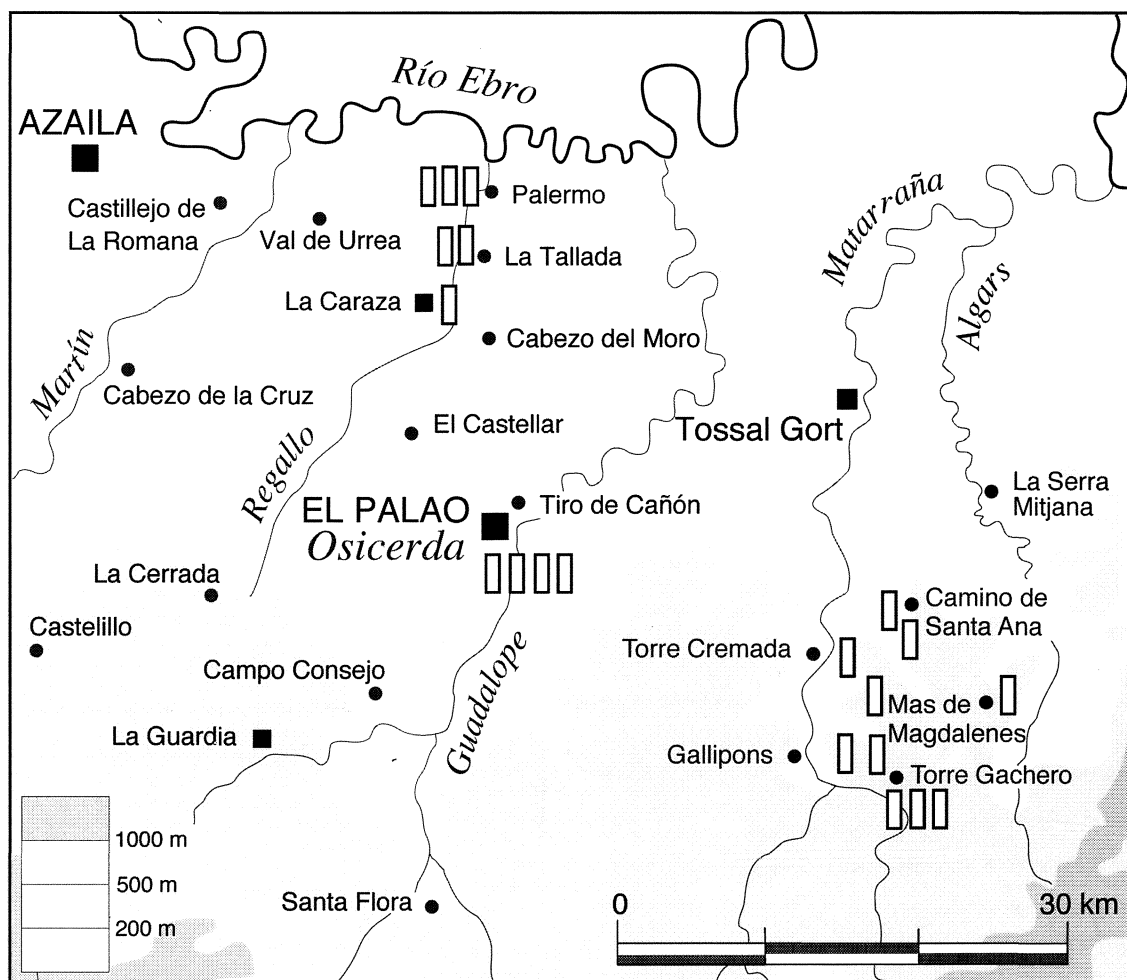 Río Ebro
AZAILA
Castillejo de
La Romana
Val de Urrea
Palermo
La Tallada
La Caraza
Cabezo del Moro
Matarraña
Algars
Martín
Cabezo de la Cruz
Regallo
El Castellar
Tossal Gort
EL PALAO
Osicerda
Tiro de Cañón
La Serra
Mitjana
La Cerrada
Castelillo
Campo Consejo
La Guardia
Guadalope
Camino de
Santa Ana
Torre Cremada
Mas de
Magdalenes
Gallipons
Torre Gachero
Santa Flora
1000 m
500 m
200 m
0
30 km